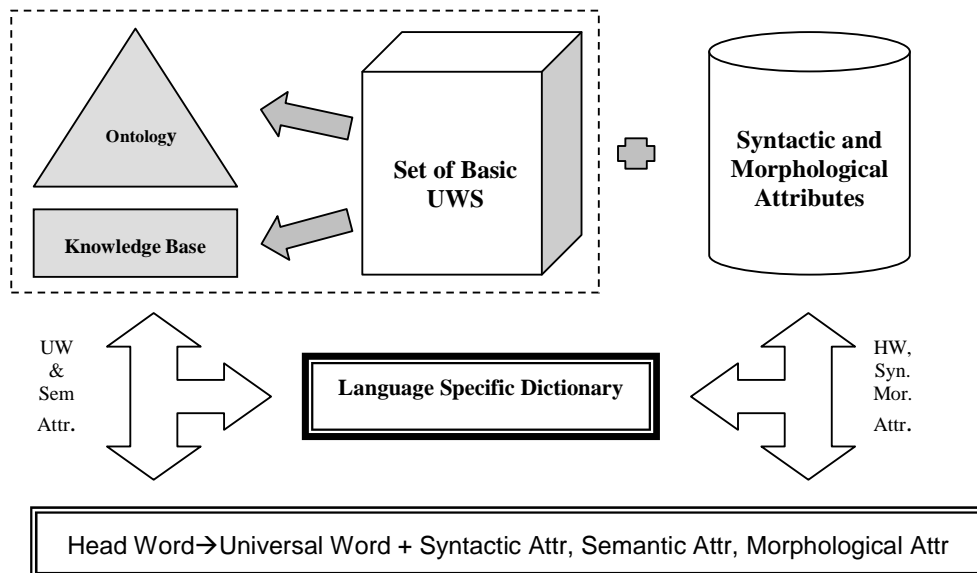 Ontology
Set of Basic
UWS
Syntactic and
Morphological
Attributes
Knowledge Base
UW
&
Sem
Attr.
Language Specific Dictionary
HW,
Syn.
Mor.
Attr.
Head Word→Universal Word + Syntactic Attr, Semantic Attr, Morphological Attr